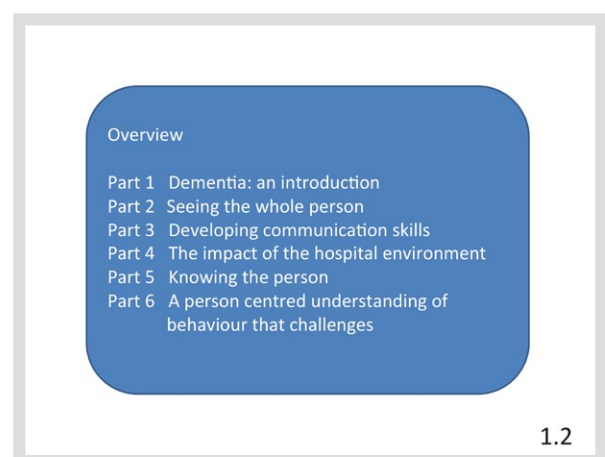 Overview
Part 1 Dementia: an introduction
Part 2 Seeing the whole person
Part 3 Developing communication skills
Part 4 The impact of the hospital environment
Part 5 Knowing the person
Part 6 A person centred understanding of
behaviour that challenges
1.2